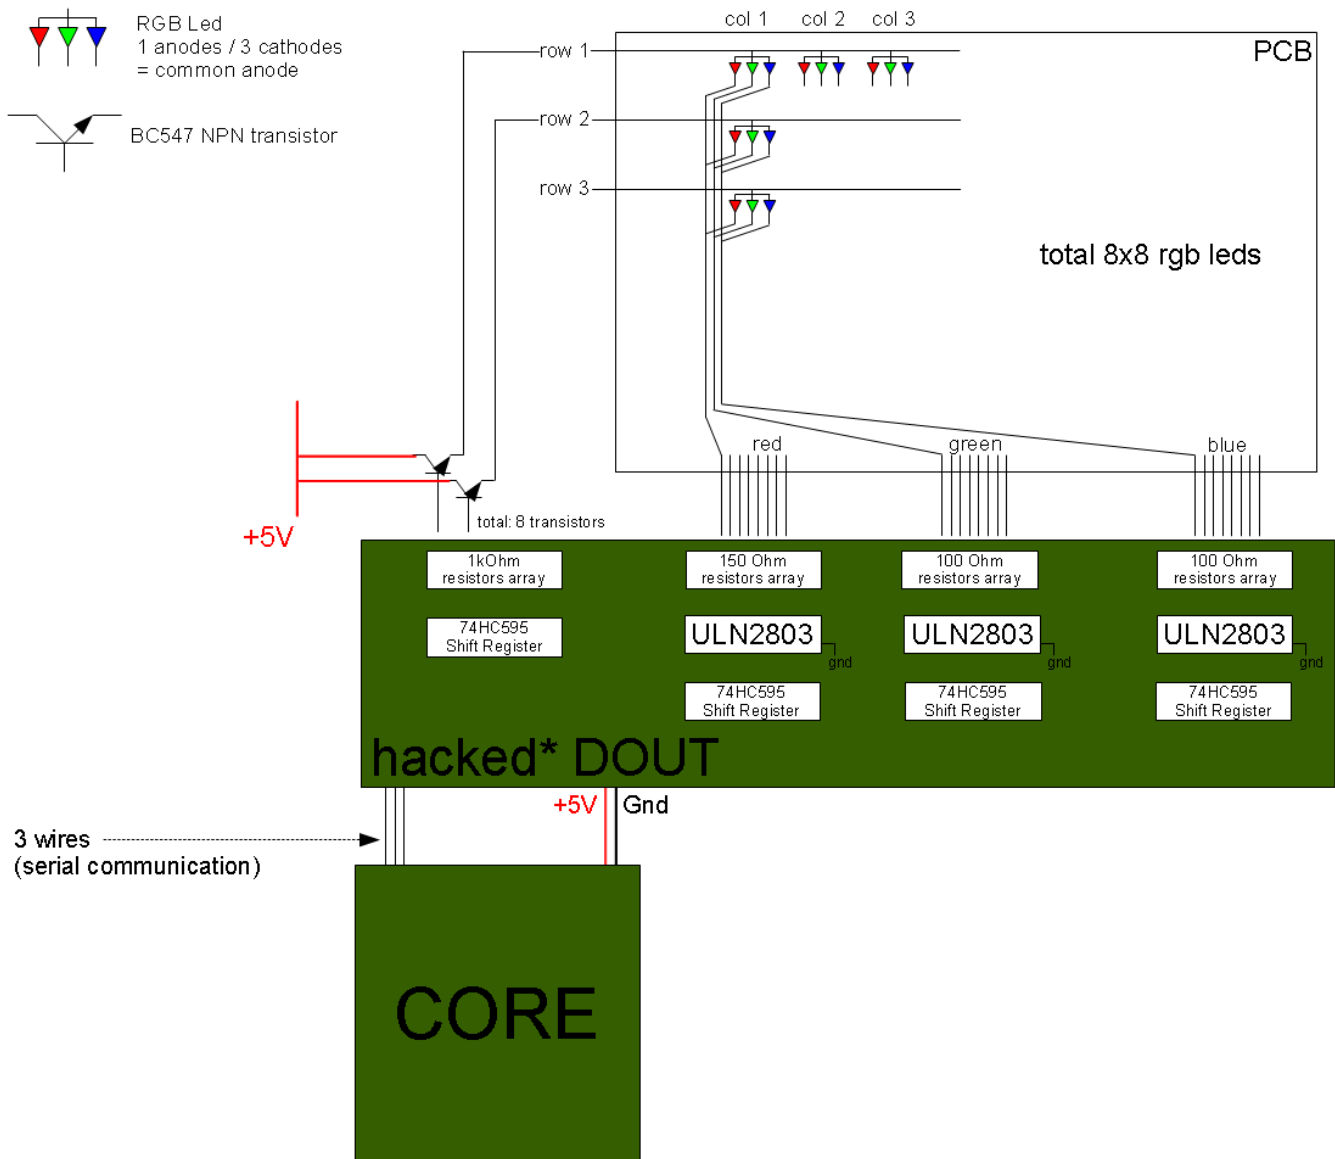 RGB Led
1 anodes / 3 cathodes
= common anode
BC547 NPN transistor
col 1
col 2
col 3
PCB
row 1
row 2
row 3
total 8x8 rgb leds
red
green
blue
+5V
total: 8 transistors
1kOhm
resistors array
150 Ohm
resistors array
100 Ohm
resistors array
100 Ohm
resistors array
74HC595
Shift Register
ULN2803
gnd
ULN2803
gnd
ULN2803
gnd
74HC595
Shift Register
74HC595
Shift Register
74HC595
Shift Register
hacked* DOUT
+5V
Gnd
3 wires
(serial communication)
CORE